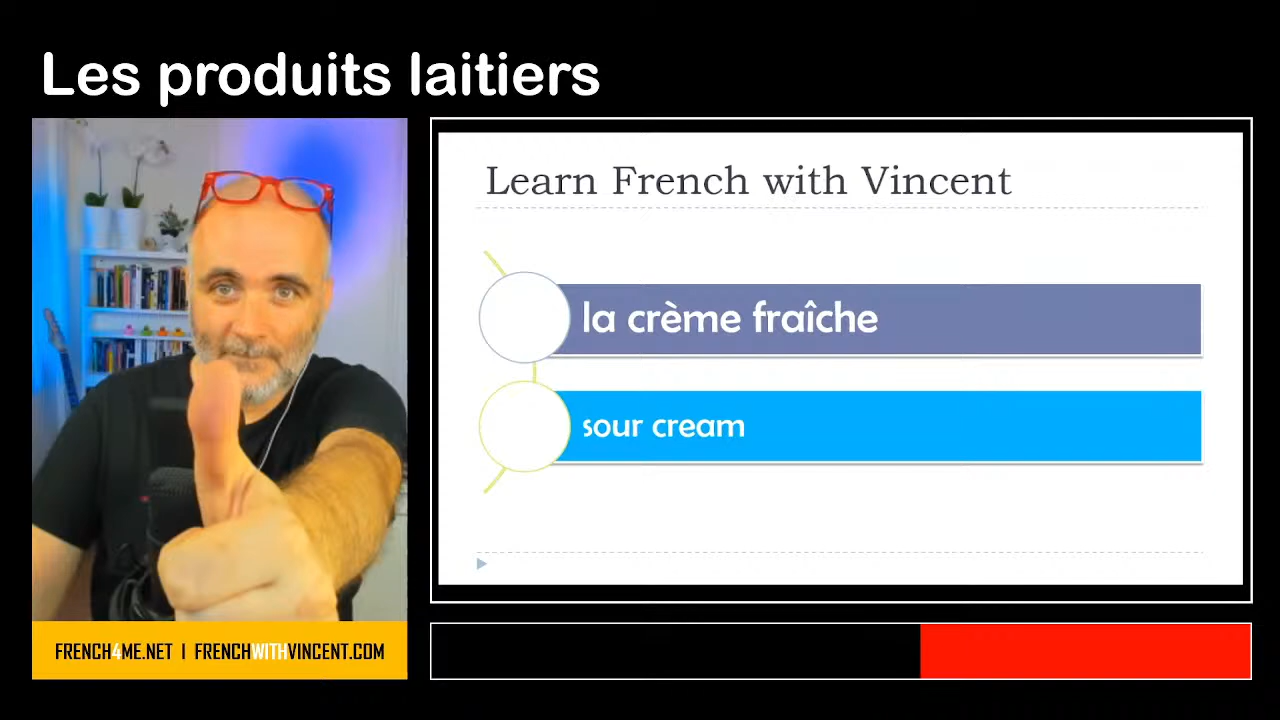 Les produits laitiers
Learn French with Vincent
la crème fraîche
sour cream
FRENCH4ME.NET | FRENCHWITHVINCENT.COM